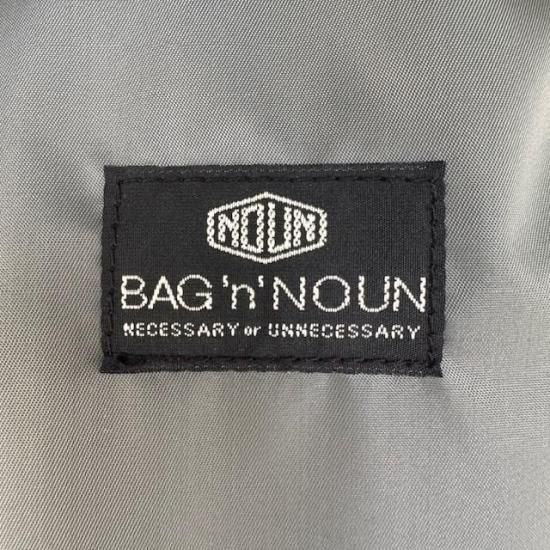 NOUN
BAG 'n' NOUN
NECESSARY or UNNECESSARY